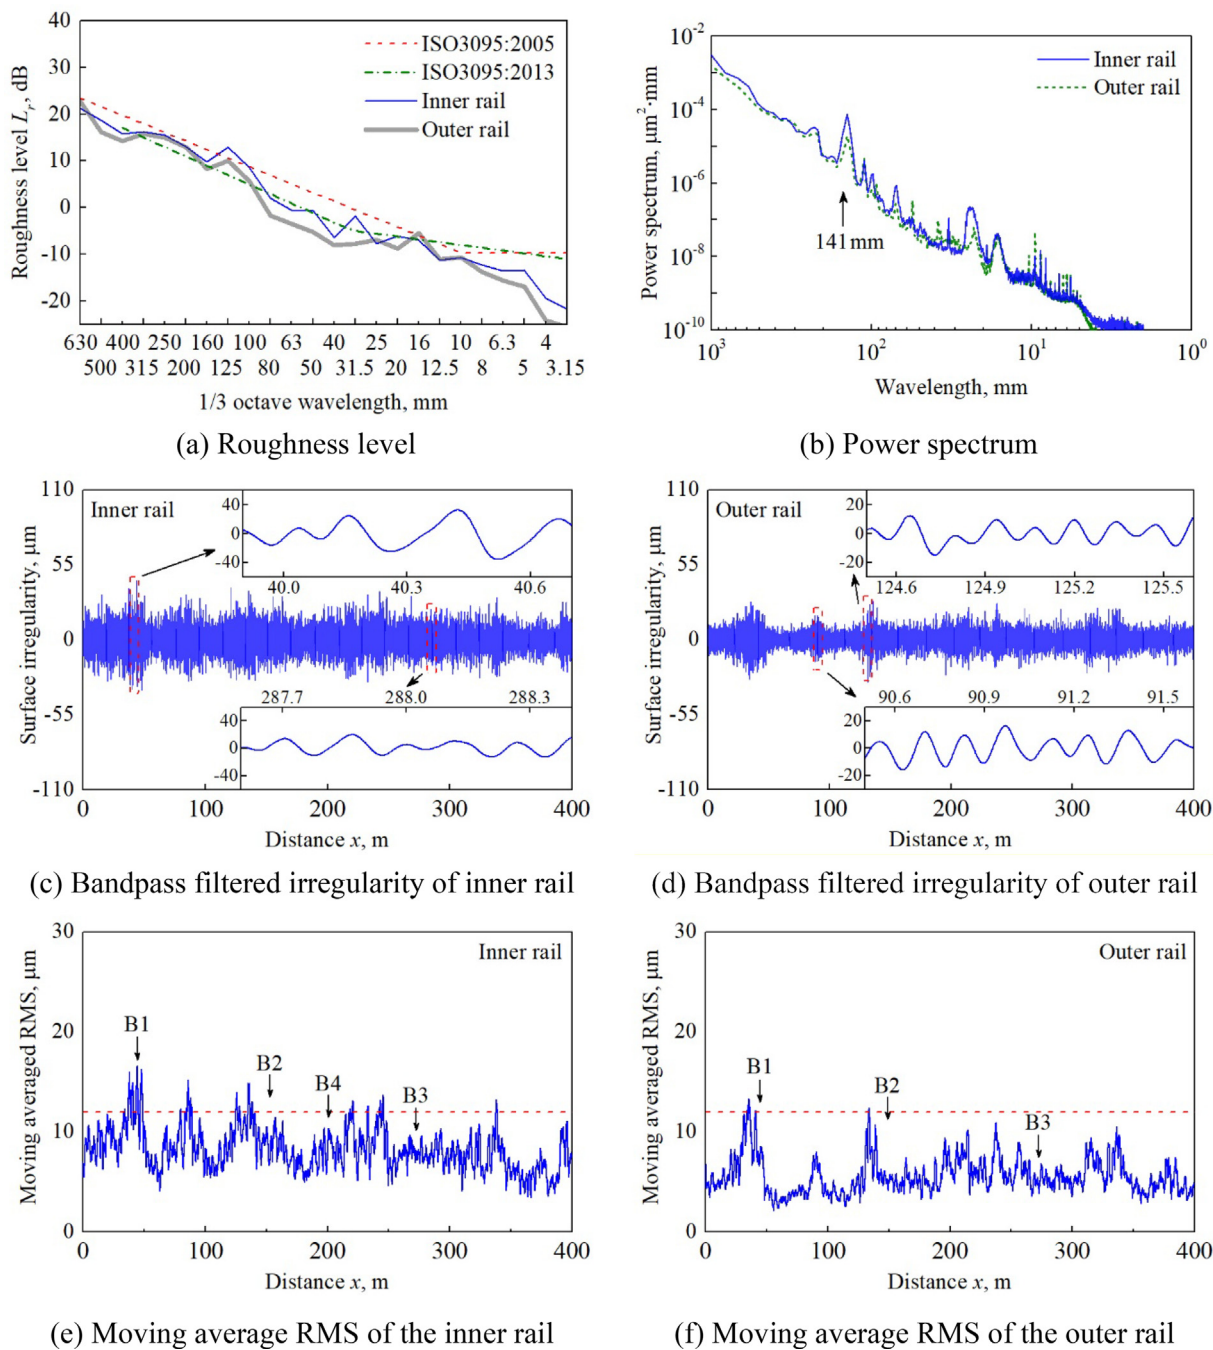 40
30
20
10
0
-10
-20
Roughness level Lr, dB
ISO3095:2005
ISO3095:2013
Inner rail
Outer rail
630 400 250 160 100 63 40 25 16 10 6.3 4
500 315 200 125 80 50 31.5 20 12.5 8 5 3.15
1/3 octave wavelength, mm
(a) Roughness level
10-2
10-4
10-6
10-8
10-10
Power spectrum, μm2·mm
Inner rail
Outer rail
141mm
103 102 101 100
Wavelength, mm
(b) Power spectrum
110
55
0
-55
-110
Surface irregularity, μm
Inner rail
40
0
-40
40.0 40.3 40.6
287.7 288.0 288.3
40
0
-40
0 100 200 300 400
Distance x, m
(c) Bandpass filtered irregularity of inner rail
110
55
0
-55
-110
Surface irregularity, μm
Outer rail
20
0
-20
124.6 124.9 125.2 125.5
90.6 90.9 91.2 91.5
20
0
-20
0 100 200 300 400
Distance x, m
(d) Bandpass filtered irregularity of outer rail
30
20
10
0
Moving averaged RMS, μm
Inner rail
B1
B2
B4
B3
0 100 200 300 400
Distance x, m
(e) Moving average RMS of the inner rail
30
20
10
0
Moving averaged RMS, μm
Outer rail
B1
B2
B3
0 100 200 300 400
Distance x, m
(f) Moving average RMS of the outer rail